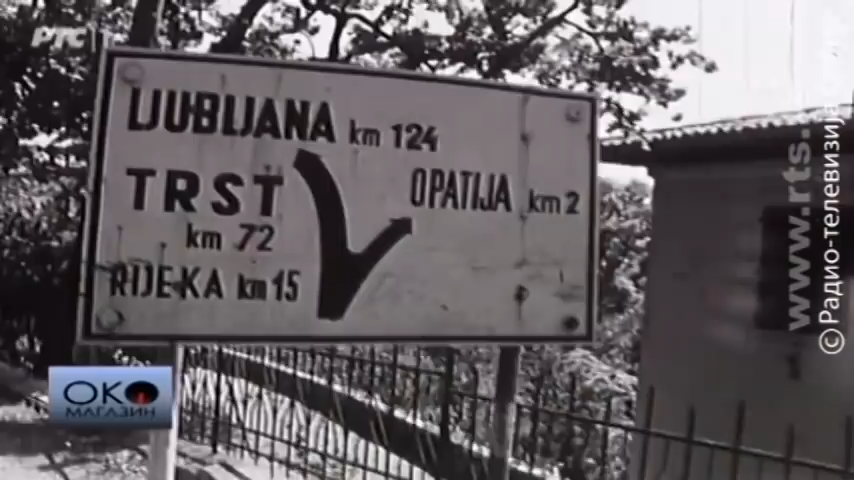 РТС
LJUBLJANA km 124
TRST
km 72
RIJEKA km 15
OPATIJA km 2
ОКО
МАГАЗИН
www.rts.
© Радио-телевизија